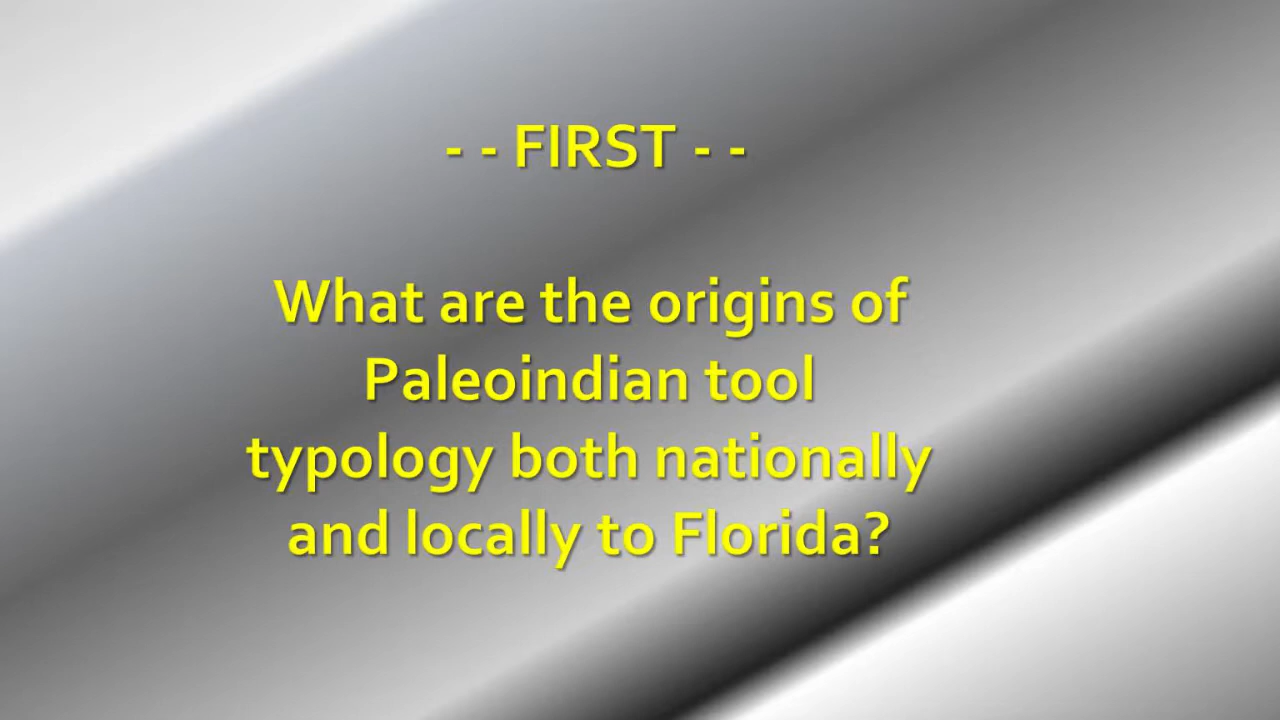 - - FIRST - -
What are the origins of
Paleoindian tool
typology both nationally
and locally to Florida?